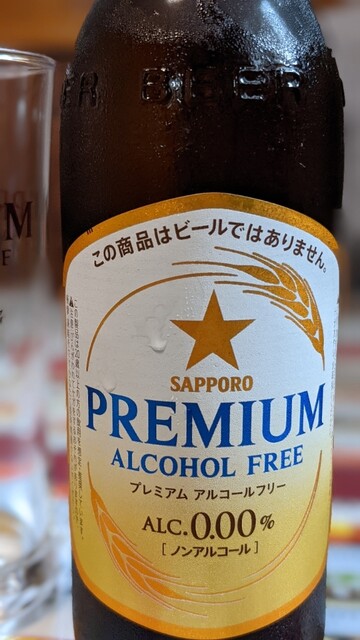 BEER
この商品はビールではありません。
SAPPORO
PREMIUM
ALCOHOL FREE
プレミアム アルコールフリー
ALC.0.00%
[ノンアルコール]